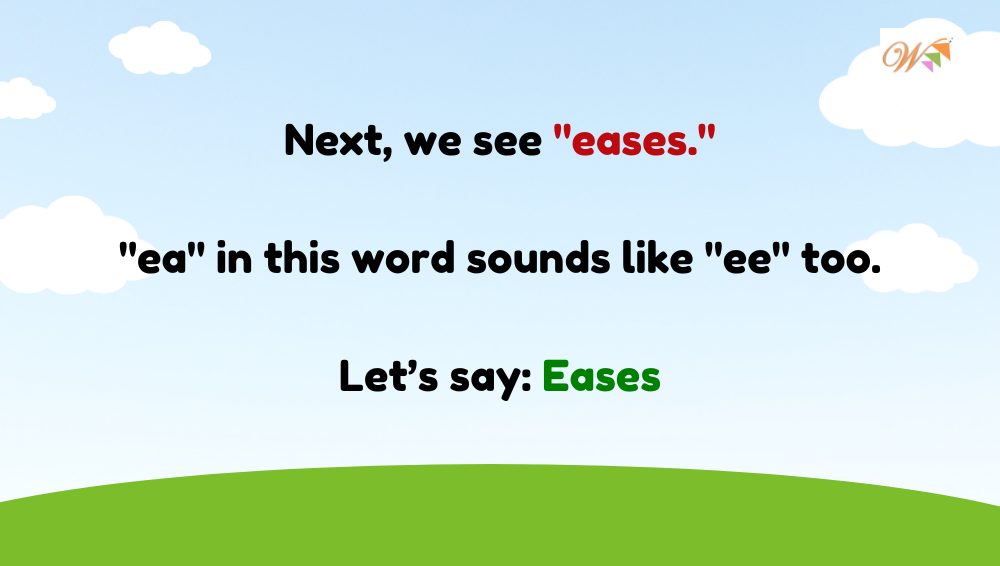 Next, we see "eases."
"ea" in this word sounds like "ee" too.
Let’s say: Eases
W